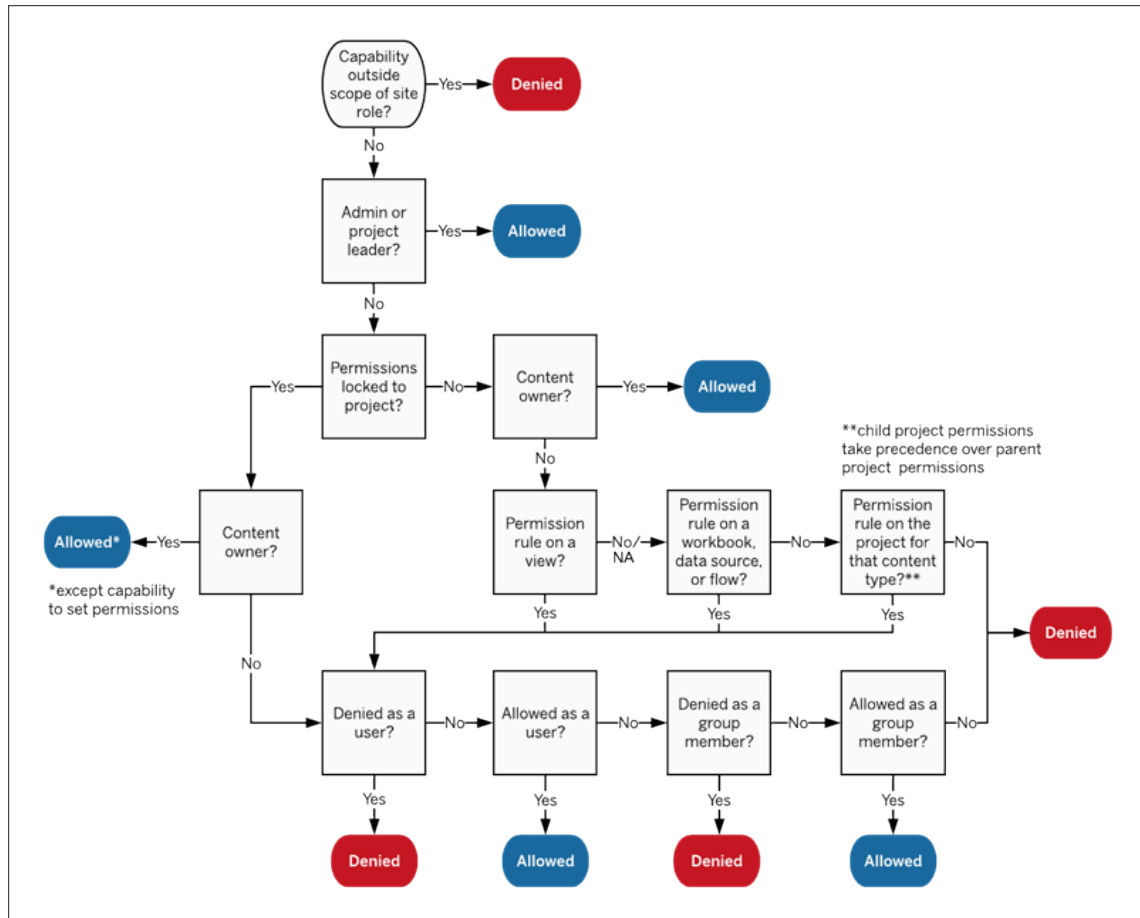 Capability
outside
scope of site
role?
Yes
Denied
No
Admin or
project
leader?
Yes
Allowed
No
Permissions
locked to
project?
Yes
No
Content
owner?
Yes
Allowed
**child project permissions
take precedence over parent
project permissions
No
Content
owner?
Yes
Allowed*
*except capability
to set permissions
Permission
rule on a
view?
No/
NA
Permission
rule on a
workbook,
data source,
or flow?
No
Permission
rule on the
project for
that content
type?**
No
Yes
Yes
Yes
Denied
No
Denied as a
user?
No
Allowed as a
user?
No
Denied as a
group
member?
No
Allowed as a
group
member?
No
Yes
Yes
Yes
Yes
Denied
Allowed
Denied
Allowed